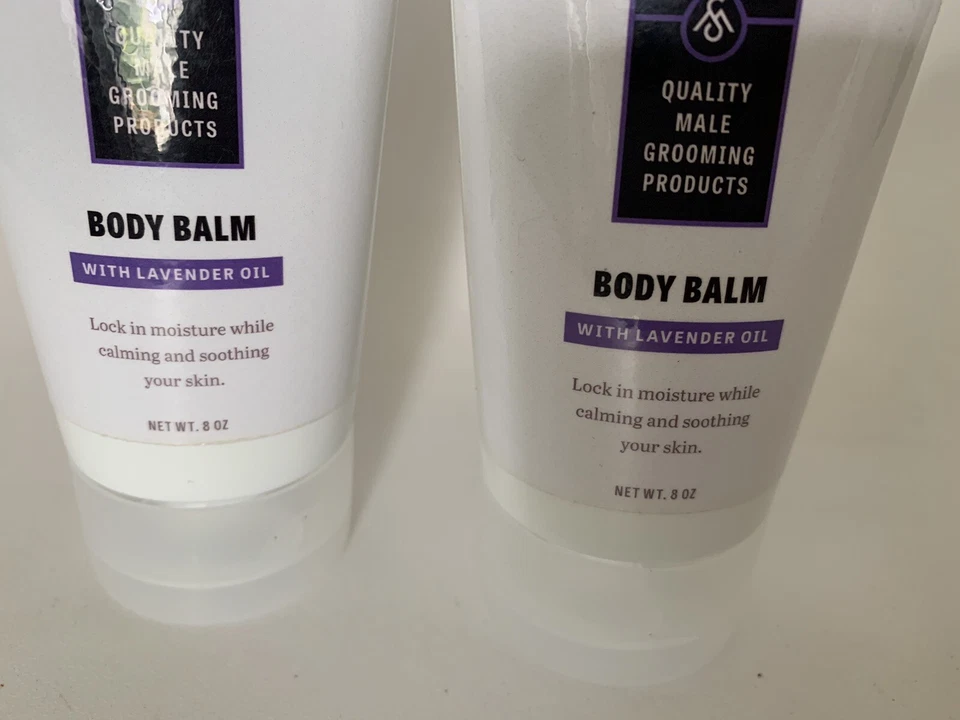 QUALITY
MALE
GROOMING
PRODUCTS
BODY BALM
WITH LAVENDER OIL
Lock in moisture while
calming and soothing
your skin.
NET WT. 8 OZ
QUALITY
MALE
GROOMING
PRODUCTS
BODY BALM
WITH LAVENDER OIL
Lock in moisture while
calming and soothing
your skin.
NET WT. 8 OZ